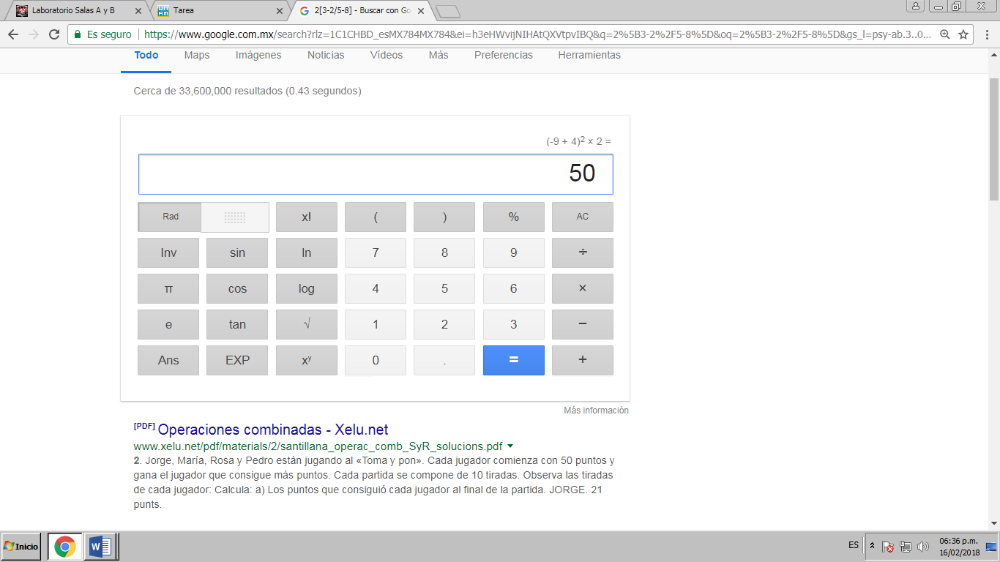 Laboratorio Salas A y B
Tarea
2[3-2/5-8] - Buscar con Go
Es seguro
https://www.google.com.mx/search?rlz=1C1CHBD_esMX784MX784&ei=h3eHWvijNIHAtQXVtpvIBQ&q=2%5B3-2%2F5-8%5D&oq=2%5B3-2%2F5-8%5D&gs_l=psy-ab.3..0...
Todo Maps Imágenes Noticias Vídeos Más Preferencias Herramientas
Cerca de 33,600,000 resultados (0.43 segundos)
(-9 + 4)² × 2 =
50
Rad x! ( ) % AC
Inv sin ln 7 8 9 ÷
π cos log 4 5 6 ×
e tan √ 1 2 3 −
Ans EXP xʸ 0 . = +
Más información
[PDF] Operaciones combinadas - Xelu.net
www.xelu.net/pdf/materials/2/santillana_operac_comb_SyR_solucions.pdf
2. Jorge, María, Rosa y Pedro están jugando al «Toma y pon». Cada jugador comienza con 50 puntos y
gana el jugador que consigue más puntos. Cada partida se compone de 10 tiradas. Observa las tiradas
de cada jugador: Calcula: a) Los puntos que consiguió cada jugador al final de la partida. JORGE. 21
punts.
Inicio
W
ES
06:36 p.m.
16/02/2018